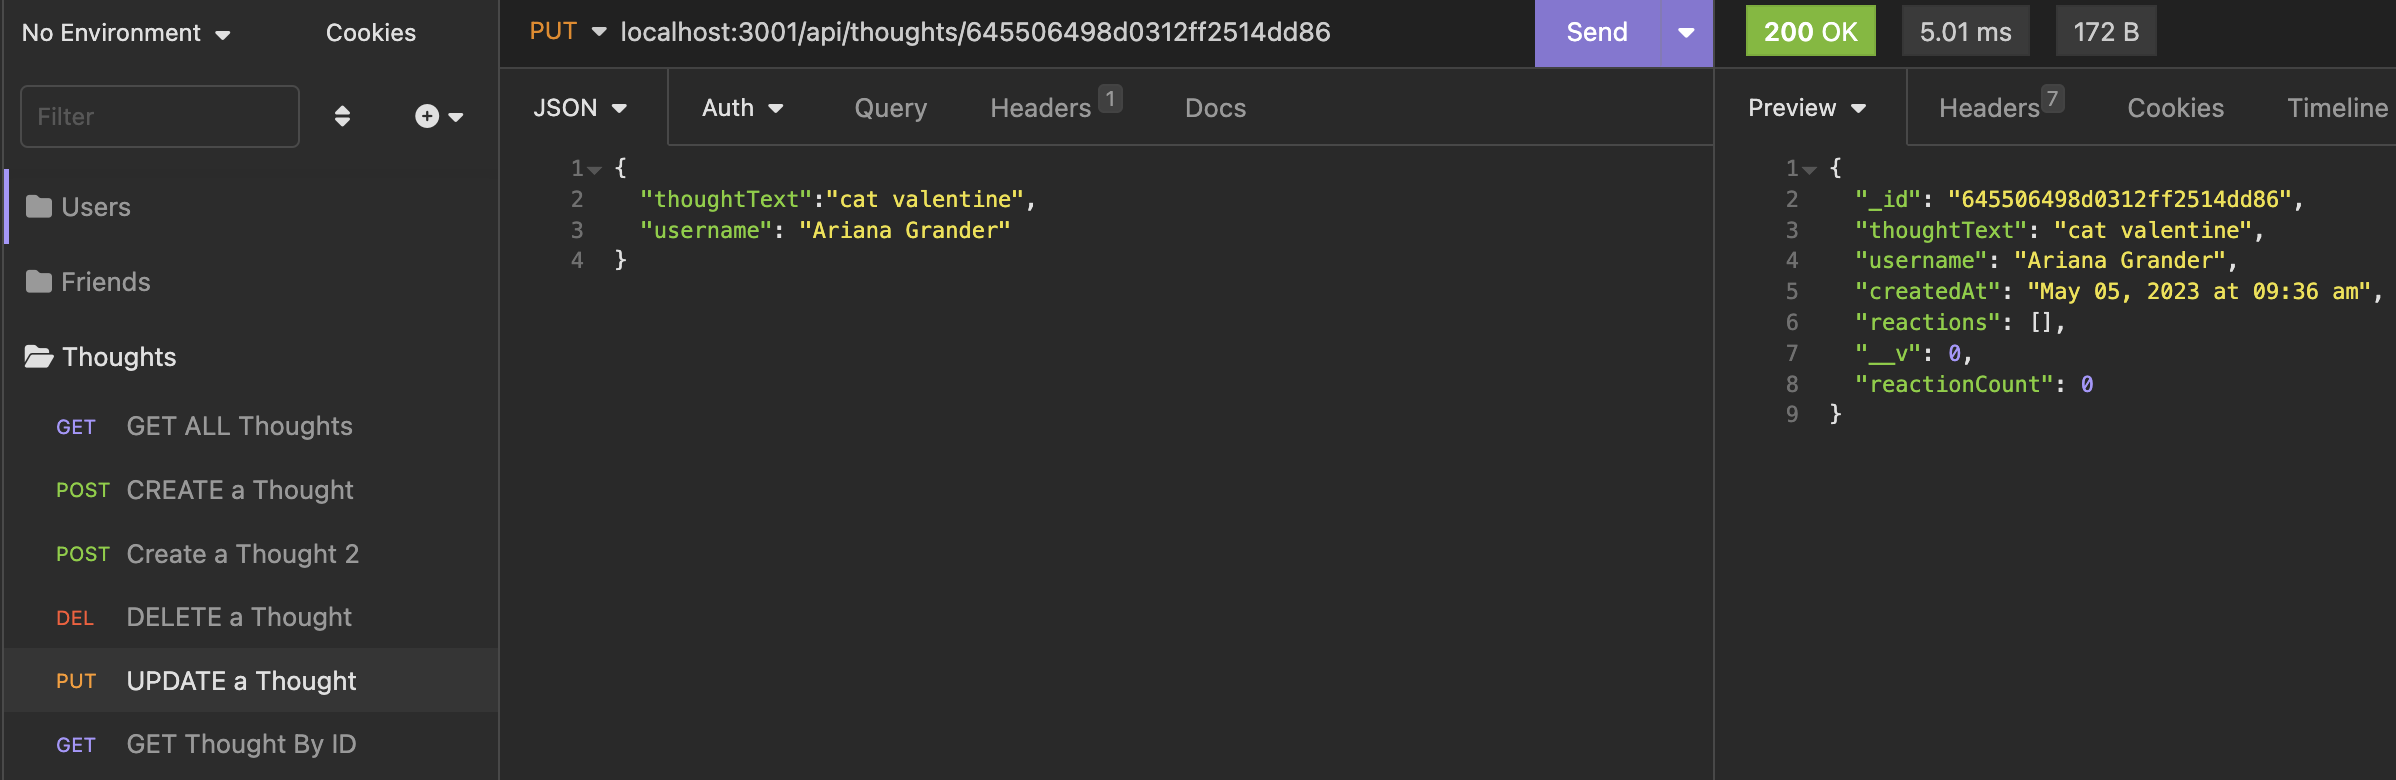 No Environment
Cookies
Filter
Users
Friends
Thoughts
GET GET ALL Thoughts
POST CREATE a Thought
POST Create a Thought 2
DEL DELETE a Thought
PUT UPDATE a Thought
GET GET Thought By ID
PUT localhost:3001/api/thoughts/645506498d0312ff2514dd86
Send
JSON Auth Query Headers 1 Docs
1 {
2 "thoughtText":"cat valentine",
3 "username": "Ariana Grander"
4 }
200 OK 5.01 ms 172 B
Preview Headers 7 Cookies Timeline
1 {
2 "_id": "645506498d0312ff2514dd86",
3 "thoughtText": "cat valentine",
4 "username": "Ariana Grander",
5 "createdAt": "May 05, 2023 at 09:36 am",
6 "reactions": [],
7 "__v": 0,
8 "reactionCount": 0
9 }